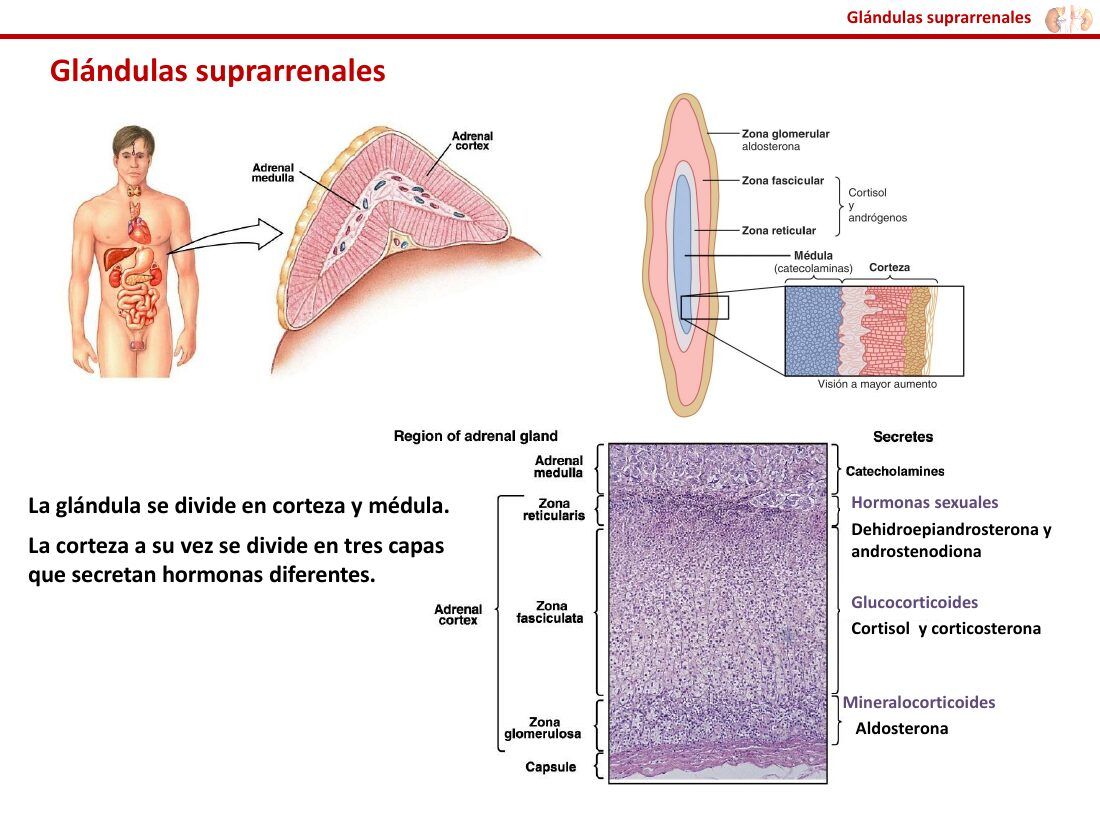 Glándulas suprarrenales
Glándulas suprarrenales
Adrenal
cortex
Adrenal
medulla
Zona glomerular
aldosterona
Zona fascicular
Cortisol
y
andrógenos
Zona reticular
Médula
(catecolaminas)
Corteza
Visión a mayor aumento
Region of adrenal gland
Secretes
Adrenal
medulla
Catecholamines
La glándula se divide en corteza y médula.
La corteza a su vez se divide en tres capas
que secretan hormonas diferentes.
Zona
reticularis
Hormonas sexuales
Dehidroepiandrosterona y
androstenodiona
Adrenal
cortex
Zona
fasciculata
Glucocorticoides
Cortisol y corticosterona
Zona
glomerulosa
Mineralocorticoides
Aldosterona
Capsule